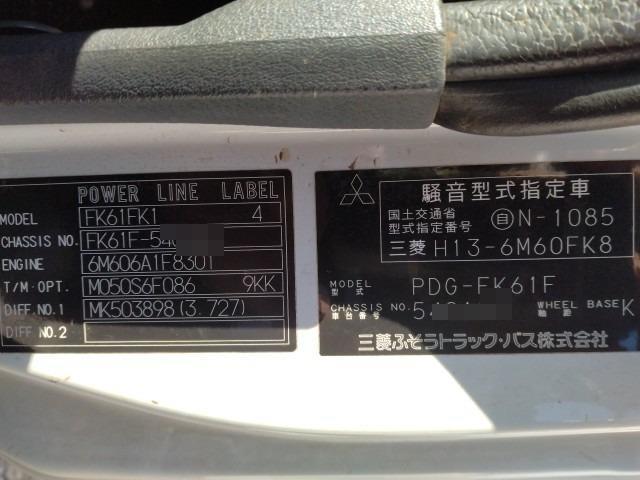 POWER LINE LABEL
MODEL FK61FK1 4
CHASSIS NO. FK61F-54
ENGINE 6M606A1F8301
T/M・OPT. M050S6F086 9KK
DIFF.NO.1 MK503898(3.727)
DIFF.NO.2
騒音型式指定車
国土交通省
型式指定番号 自N-1085
三菱 H13-6M60FK8
MODEL
型式 PDG-FK61F
CHASSIS NO.
車台番号 54
WHEEL BASE
軸距 K
三菱ふそうトラック・バス株式会社